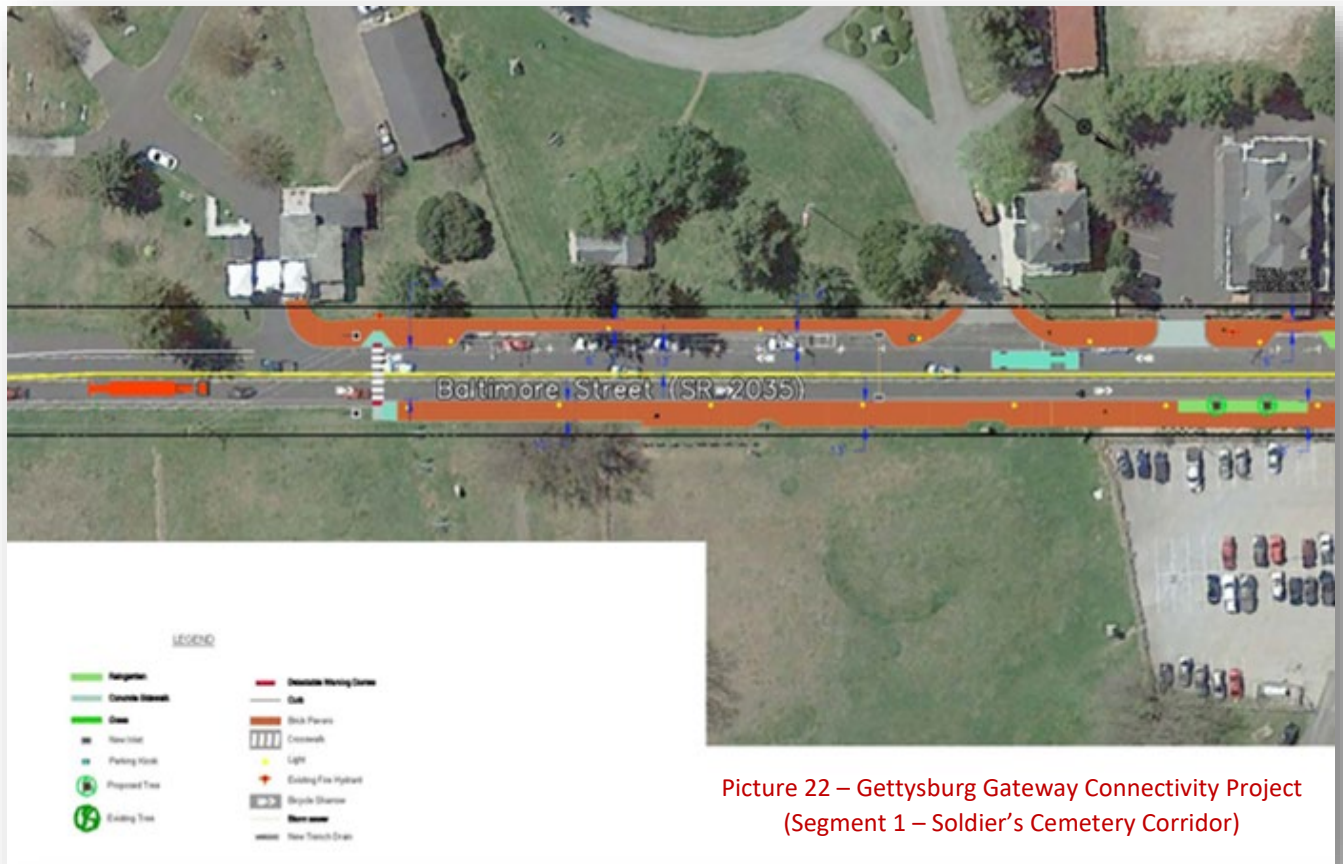 Baltimore Street (SR 2035)
LEGEND
Raingarden
Concrete Sidewalk
Grass
New Inlet
Parking Kiosk
Proposed Tree
Existing Tree
Detectable Warning Domes
Curb
Brick Pavers
Crosswalk
Light
Existing Fire Hydrant
Bicycle Sharrow
Storm sewer
New Trench Drain
Picture 22 – Gettysburg Gateway Connectivity Project
(Segment 1 – Soldier's Cemetery Corridor)